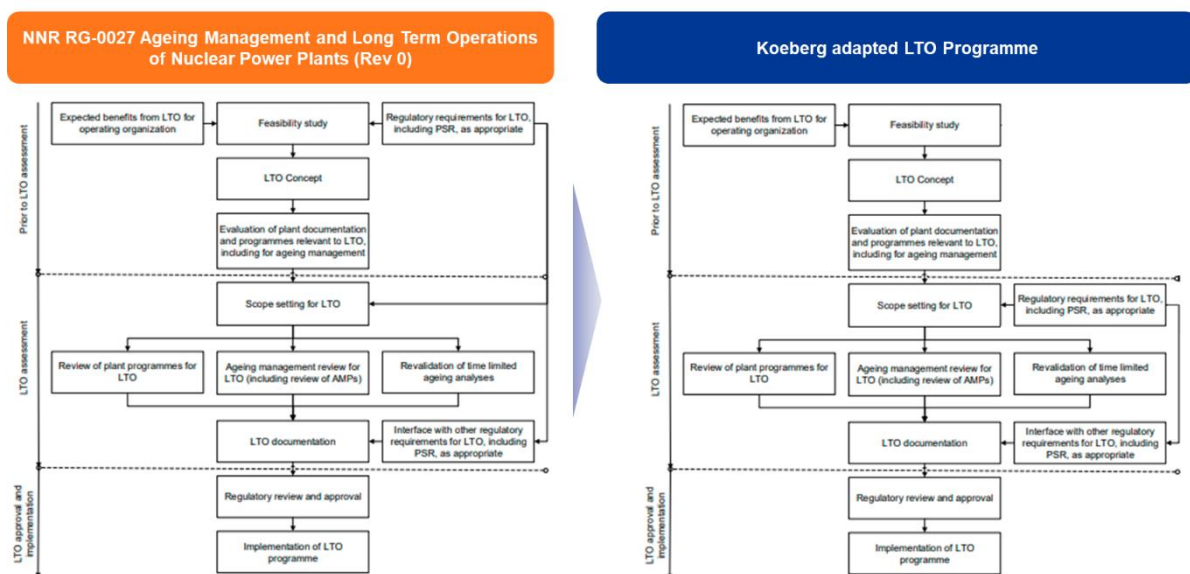 NNR RG-0027 Ageing Management and Long Term Operations
of Nuclear Power Plants (Rev 0)
Prior to LTO assessment
Expected benefits from LTO for
operating organization
Feasibility study
Regulatory requirements for LTO,
including PSR, as appropriate
LTO Concept
Evaluation of plant documentation
and programmes relevant to LTO,
including for ageing management
LTO assessment
Scope setting for LTO
Review of plant programmes for
LTO
Ageing management review for
LTO (including review of AMPs)
Revalidation of time limited
ageing analyses
LTO documentation
Interface with other regulatory
requirements for LTO, including
PSR, as appropriate
LTO approval and
implementation
Regulatory review and approval
Implementation of LTO
programme
Koeberg adapted LTO Programme
Prior to LTO assessment
Expected benefits from LTO for
operating organization
Feasibility study
LTO Concept
Evaluation of plant documentation
and programmes relevant to LTO,
including for ageing management
LTO assessment
Scope setting for LTO
Regulatory requirements for LTO,
including PSR, as appropriate
Review of plant programmes for
LTO
Ageing management review for
LTO (including review of AMPs)
Revalidation of time limited
ageing analyses
LTO documentation
Interface with other regulatory
requirements for LTO, including
PSR, as appropriate
LTO approval and
implementation
Regulatory review and approval
Implementation of LTO
programme